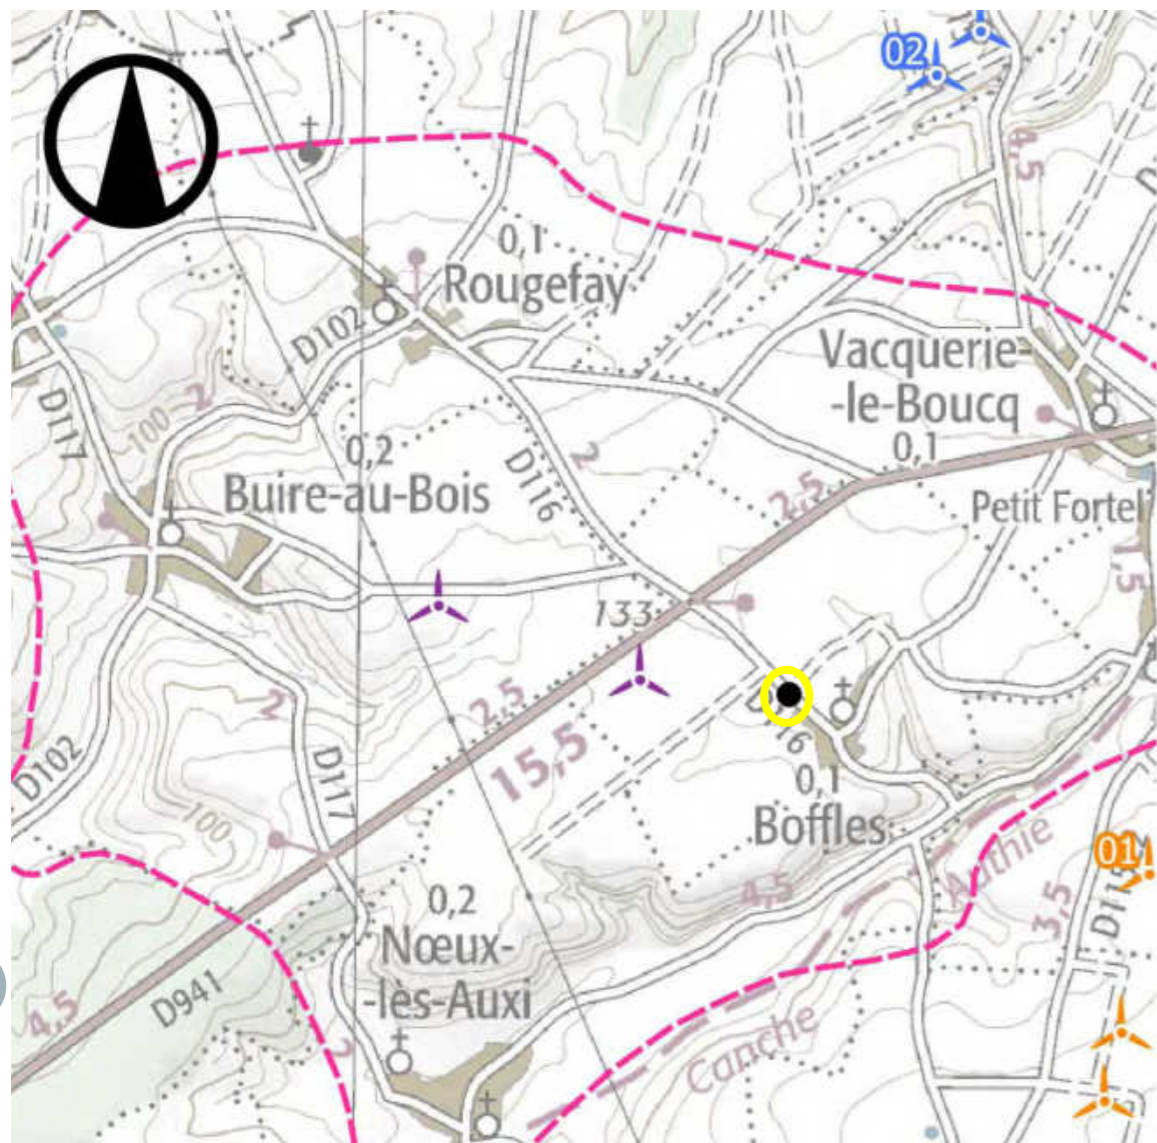 02
4,5
0,1
Rougefay
D102
Vacquerie-
-le-Boucq
0,1
D117
100
2
0,2
Buire-au-Bois
D116
2
2,5
Petit Fortel
1,5
133
2
2,5
15,5
D102
D117
100
0,1
Boffles
4,5
Authie
01
3,5
D115
0,2
Nœux-
-lès-Auxi
D941
4,5
2
Canche